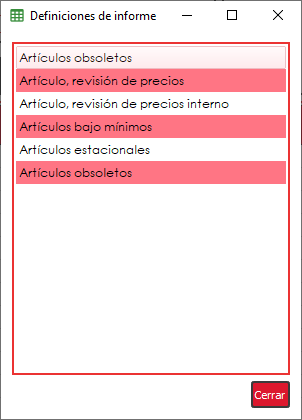 Definiciones de informe
Artículos obsoletos
Artículo, revisión de precios
Artículo, revisión de precios interno
Artículos bajo mínimos
Artículos estacionales
Artículos obsoletos
Cerrar